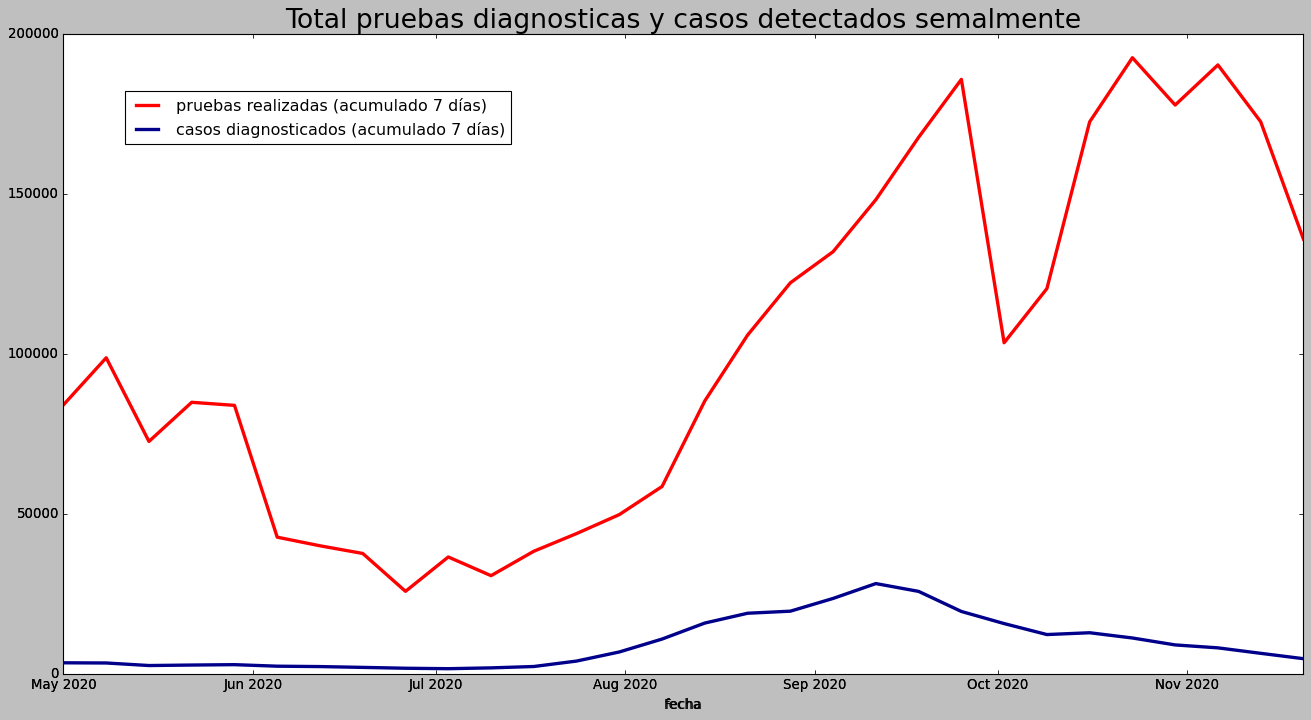 Total pruebas diagnosticas y casos detectados semalmente
200000
pruebas realizadas (acumulado 7 días)
casos diagnosticados (acumulado 7 días)
150000
100000
50000
0
May 2020 Jun 2020 Jul 2020 Aug 2020 Sep 2020 Oct 2020 Nov 2020
fecha